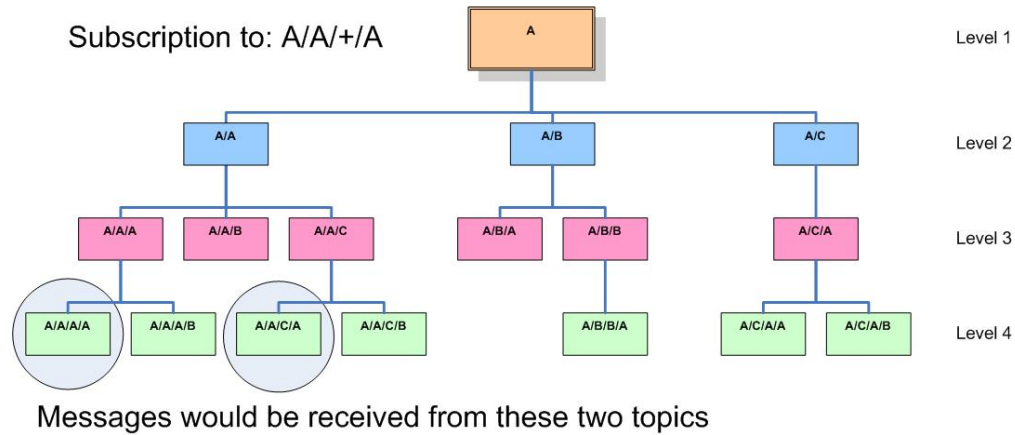 Subscription to: A/A/+/A
A
Level 1
A/A
A/B
A/C
Level 2
A/A/A
A/A/B
A/A/C
A/B/A
A/B/B
A/C/A
Level 3
A/A/A/A
A/A/A/B
A/A/C/A
A/A/C/B
A/B/B/A
A/C/A/A
A/C/A/B
Level 4
Messages would be received from these two topics